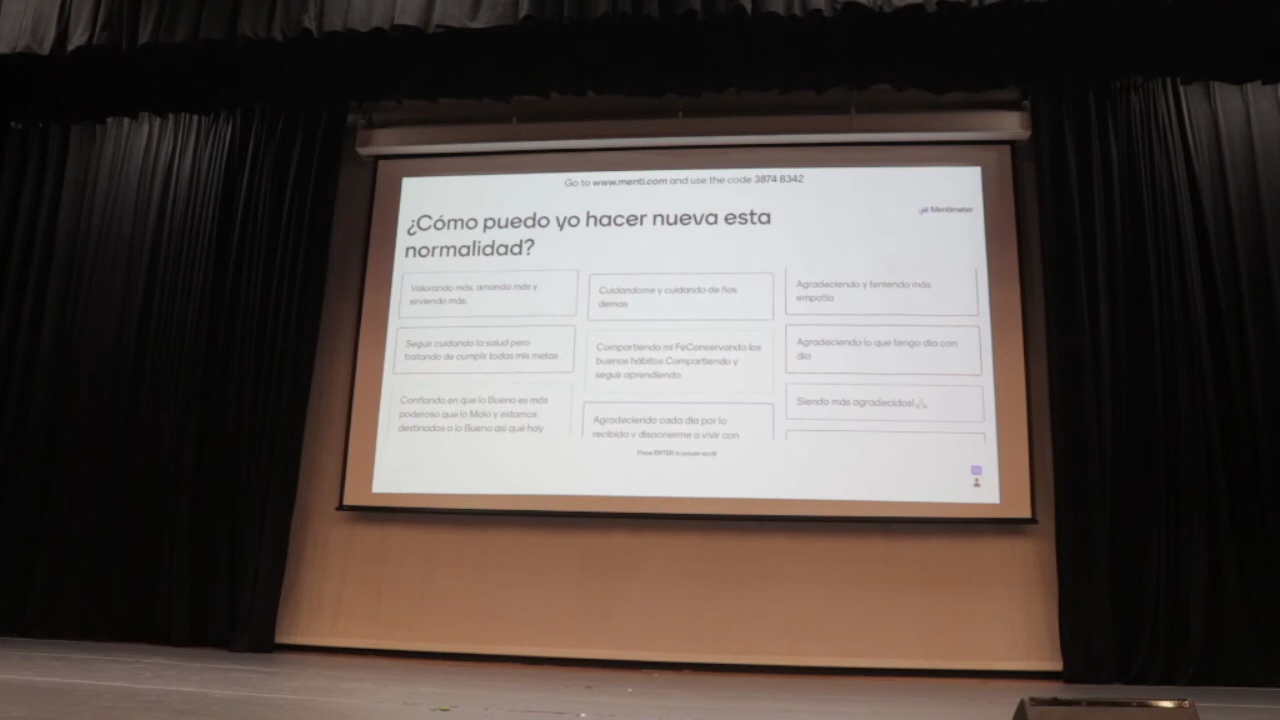 Go to www.menti.com and use the code 3874 8342
Mentimeter
¿Cómo puedo yo hacer nueva esta
normalidad?
Valorando más, amando más y
sirviendo más.
Seguir cuidando la salud pero
tratando de cumplir todas mis metas
Confiando en que lo Bueno es más
poderoso que lo Malo y estamos
destinados a lo Bueno así qué hay
Cuidandome y cuidando de ños
demas
Compartiendo mi FeConservando los
buenos hábitos Compartiendo y
seguir aprendiendo
Agradeciendo cada dia por lo
recibido y disponerme a vivir con
Agradeciendo y teniendo más
empatía
Agradeciendo lo que tengo dia con
dia
Siendo más agradecidos!
Press ENTER to pause scroll